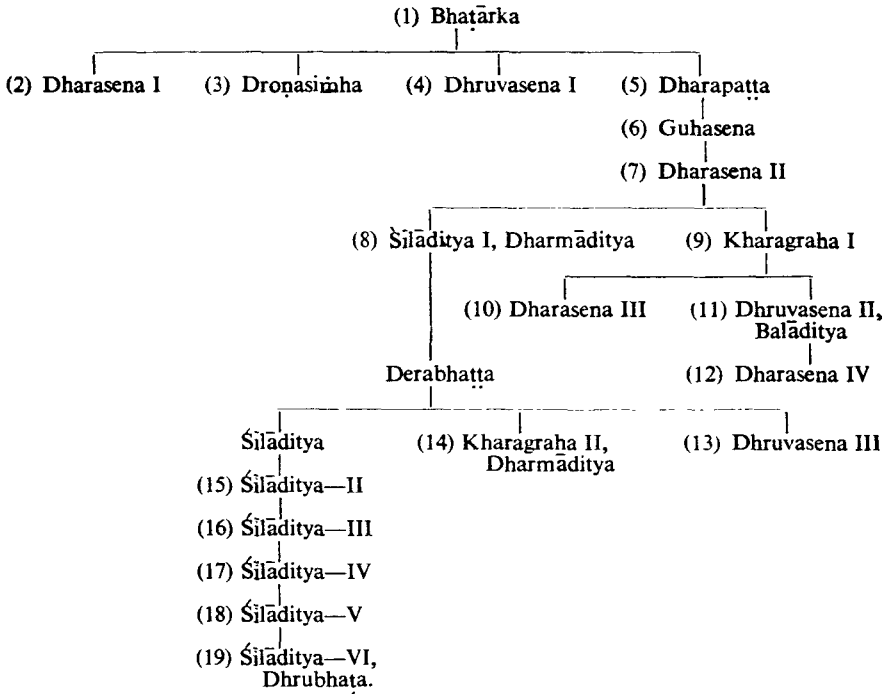 (1) Bhaṭārka
(2) Dharasena I (3) Droṇasiṁha (4) Dhruvasena I (5) Dharapaṭṭa
(6) Guhasena
(7) Dharasena II
(8) Śilāditya I, Dharmāditya (9) Kharagraha I
(10) Dharasena III (11) Dhruvasena II,
Balāditya
Derabhaṭṭa (12) Dharasena IV
Śilāditya (14) Kharagraha II, (13) Dhruvasena III
Dharmāditya
(15) Śilāditya—II
(16) Śilāditya—III
(17) Śilāditya—IV
(18) Śilāditya—V
(19) Śilāditya—VI,
Dhrubhaṭa.